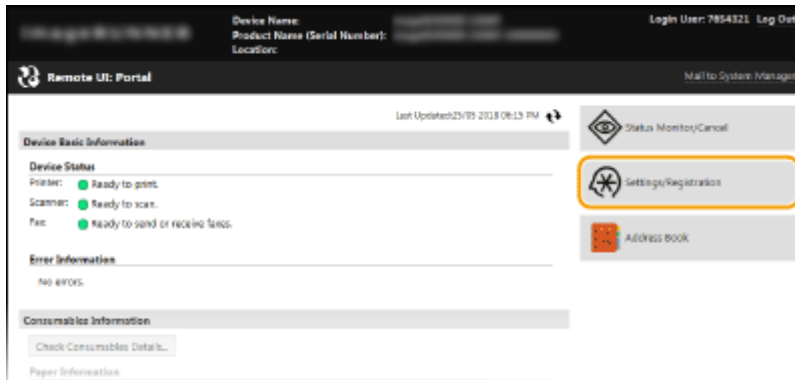 imageRUNNER
Device Name:
Product Name (Serial Number):
Location:
Login User: 7654321 Log Out
Remote UI: Portal
Mail to System Manager
Last Updated:25/05 2018 06:15 PM
Device Basic Information
Device Status
Printer: Ready to print.
Scanner: Ready to scan.
Fax: Ready to send or receive faxes.
Error Information
No errors.
Consumables Information
Check Consumables Details...
Paper Information
Status Monitor/Cancel
Settings/Registration
Address Book